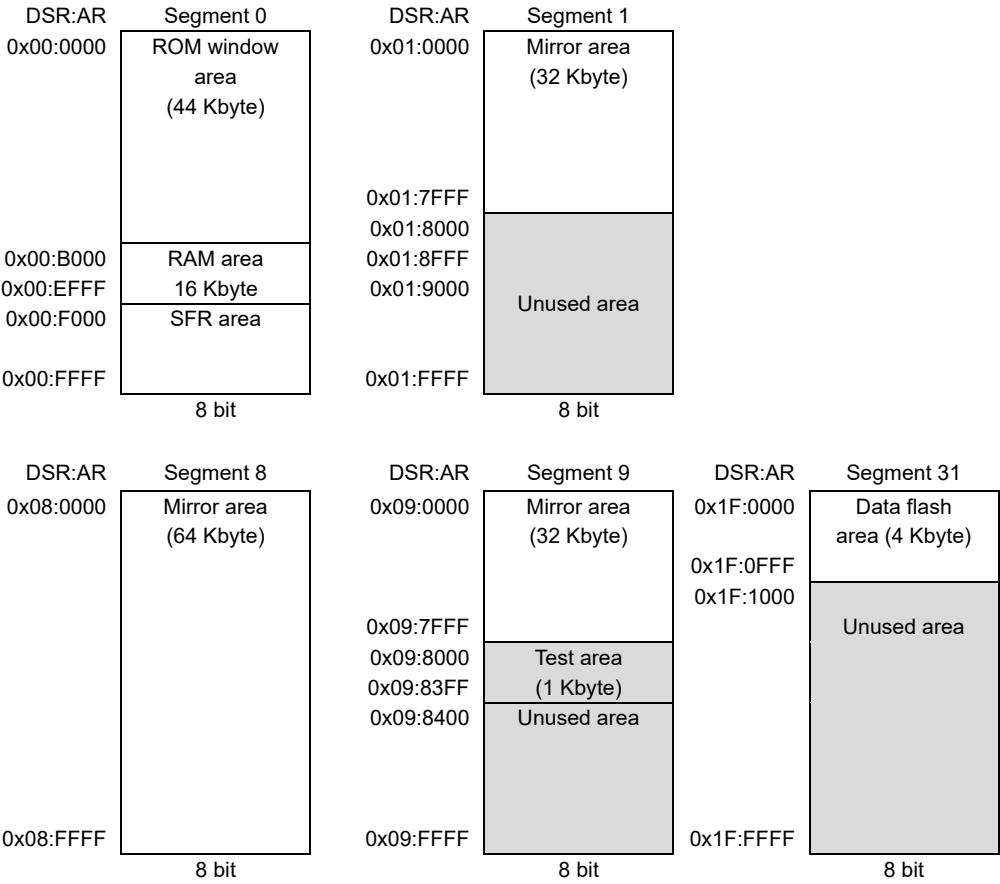 DSR:AR Segment 0 DSR:AR Segment 1
0x00:0000 ROM window 0x01:0000 Mirror area
area (32 Kbyte)
(44 Kbyte)
0x01:7FFF
0x01:8000
0x00:B000 RAM area 0x01:8FFF
0x00:EFFF 16 Kbyte 0x01:9000
Unused area
0x00:F000 SFR area
0x00:FFFF 0x01:FFFF
8 bit 8 bit
DSR:AR Segment 8 DSR:AR Segment 9 DSR:AR Segment 31
0x08:0000 Mirror area 0x09:0000 Mirror area 0x1F:0000 Data flash
(64 Kbyte) (32 Kbyte) area (4 Kbyte)
0x1F:0FFF
0x1F:1000
0x09:7FFF Unused area
0x09:8000 Test area
0x09:83FF (1 Kbyte)
0x09:8400 Unused area
0x08:FFFF 0x09:FFFF 0x1F:FFFF
8 bit 8 bit 8 bit